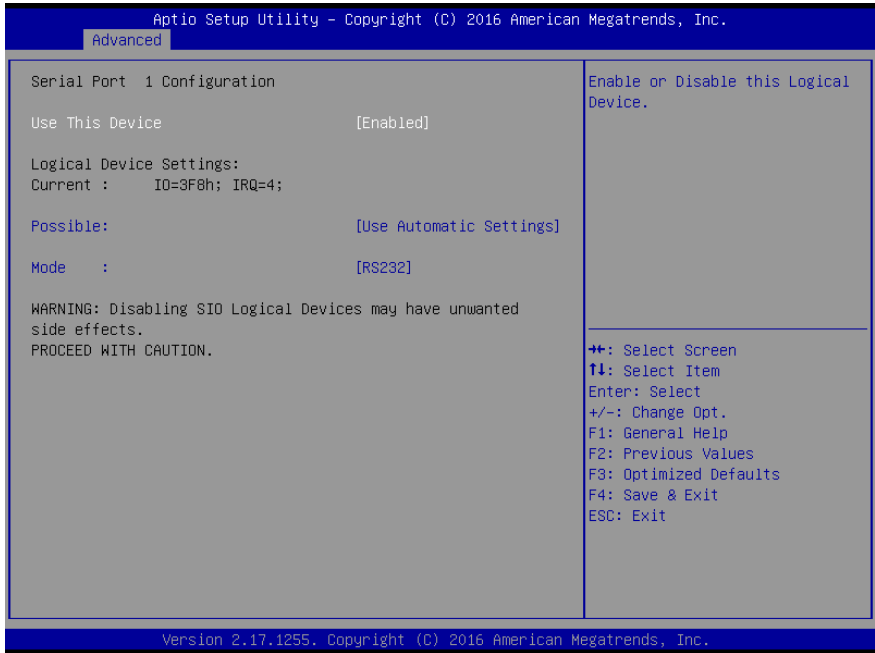 Aptio Setup Utility – Copyright (C) 2016 American Megatrends, Inc.
Advanced
Serial Port 1 Configuration
Use This Device [Enabled]
Logical Device Settings:
Current : IO=3F8h; IRQ=4;
Possible: [Use Automatic Settings]
Mode : [RS232]
WARNING: Disabling SIO Logical Devices may have unwanted
side effects.
PROCEED WITH CAUTION.
Enable or Disable this Logical
Device.
→←: Select Screen
↑↓: Select Item
Enter: Select
+/-: Change Opt.
F1: General Help
F2: Previous Values
F3: Optimized Defaults
F4: Save & Exit
ESC: Exit
Version 2.17.1255. Copyright (C) 2016 American Megatrends, Inc.